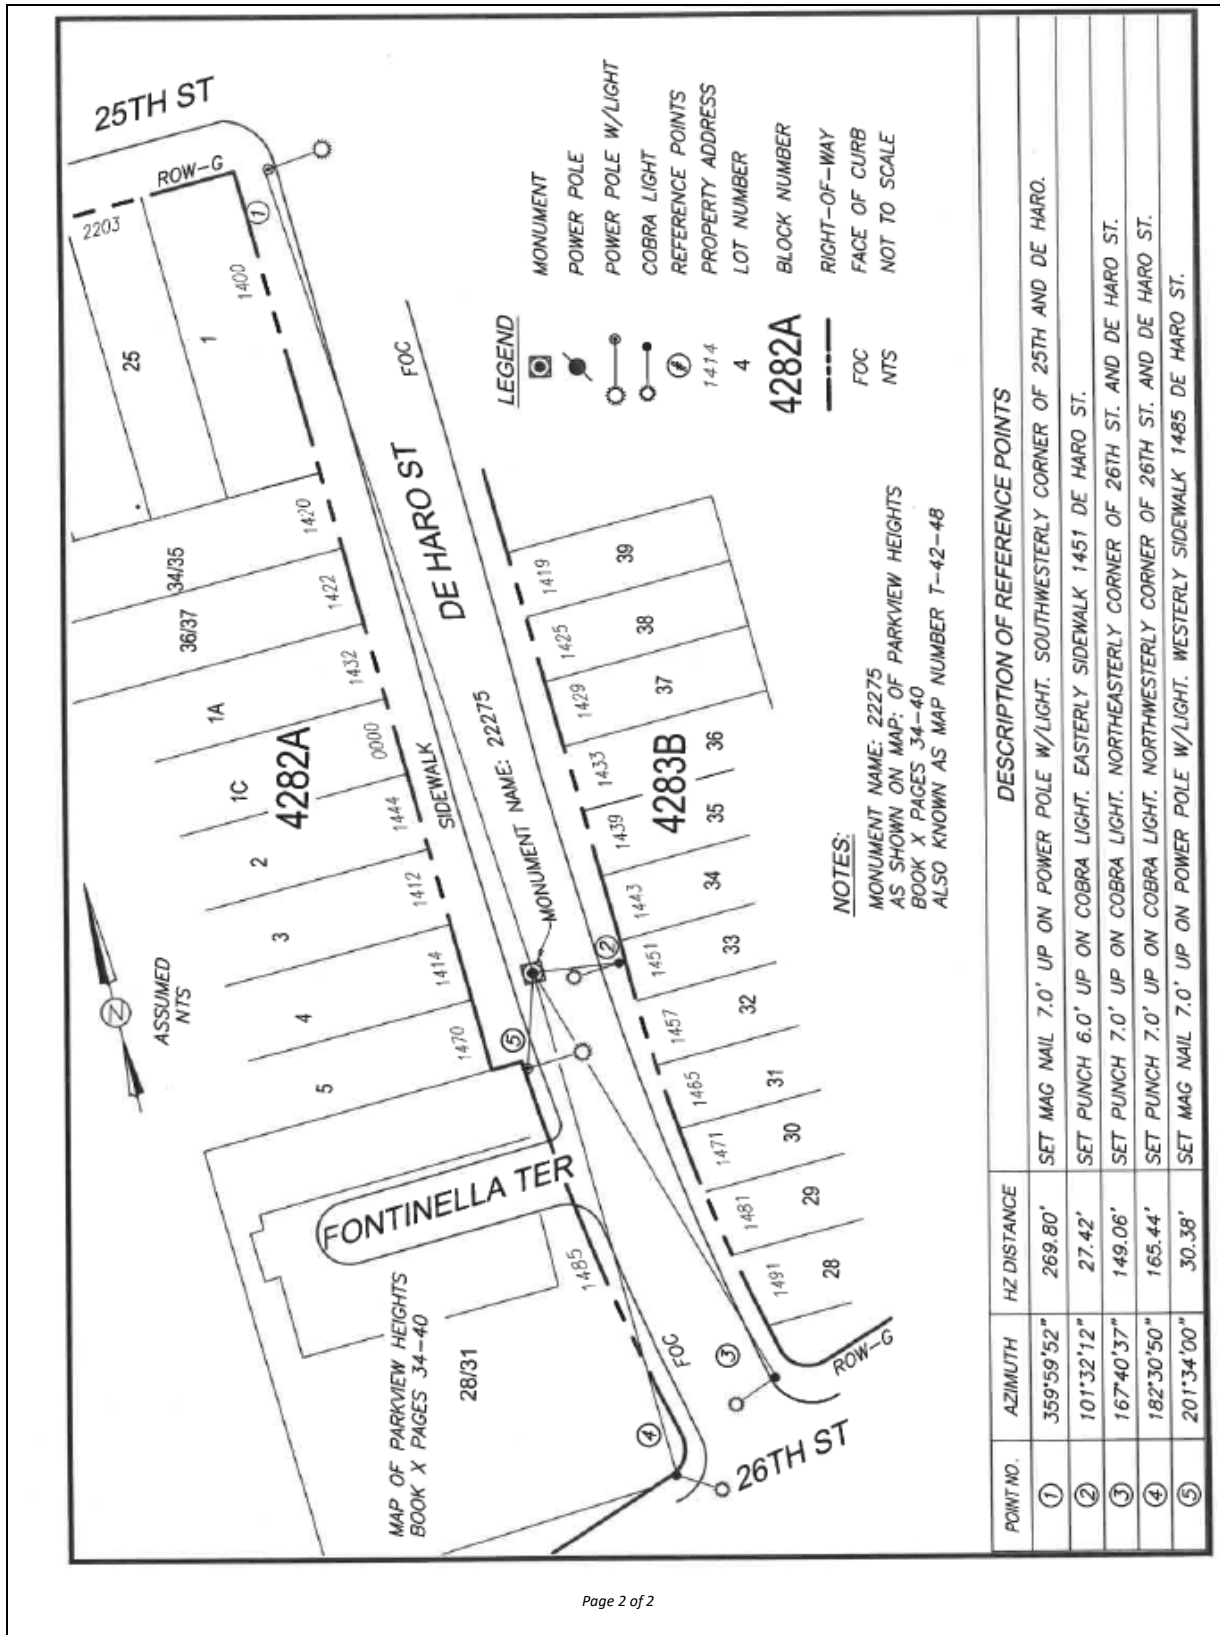 25TH ST
ROW-G
2203
25
1
1400
1
FOC
1420
34/35
1422
36/37
DE HARO ST
1432
1A
0000
1C
4282A
1444
SIDEWALK
2
1412
3
1414
4
1470
5
MONUMENT NAME: 22275
5
2
ASSUMED
NTS
Z
1419
39
1425
38
1429
37
1433
36
4283B
1439
35
1443
34
1451
33
1457
32
1465
31
1471
30
1481
29
1491
28
FONTINELLA TER
1485
MAP OF PARKVIEW HEIGHTS
BOOK X PAGES 34-40
28/31
FOC
3
4
ROW-G
26TH ST
LEGEND
MONUMENT
POWER POLE
POWER POLE W/LIGHT
COBRA LIGHT
# REFERENCE POINTS
1414 PROPERTY ADDRESS
4 LOT NUMBER
4282A BLOCK NUMBER
RIGHT-OF-WAY
FOC FACE OF CURB
NTS NOT TO SCALE
NOTES:
MONUMENT NAME: 22275
AS SHOWN ON MAP: OF PARKVIEW HEIGHTS
BOOK X PAGES 34-40
ALSO KNOWN AS MAP NUMBER T-42-48
POINT NO. AZIMUTH HZ DISTANCE DESCRIPTION OF REFERENCE POINTS
1 359°59'52" 269.80' SET MAG NAIL 7.0' UP ON POWER POLE W/LIGHT. SOUTHWESTERLY CORNER OF 25TH AND DE HARO.
2 101°32'12" 27.42' SET PUNCH 6.0' UP ON COBRA LIGHT. EASTERLY SIDEWALK 1451 DE HARO ST.
3 167°40'37" 149.06' SET PUNCH 7.0' UP ON COBRA LIGHT. NORTHEASTERLY CORNER OF 26TH ST. AND DE HARO ST.
4 182°30'50" 165.44' SET PUNCH 7.0' UP ON COBRA LIGHT. NORTHWESTERLY CORNER OF 26TH ST. AND DE HARO ST.
5 201°34'00" 30.38' SET MAG NAIL 7.0' UP ON POWER POLE W/LIGHT. WESTERLY SIDEWALK 1485 DE HARO ST.
Page 2 of 2